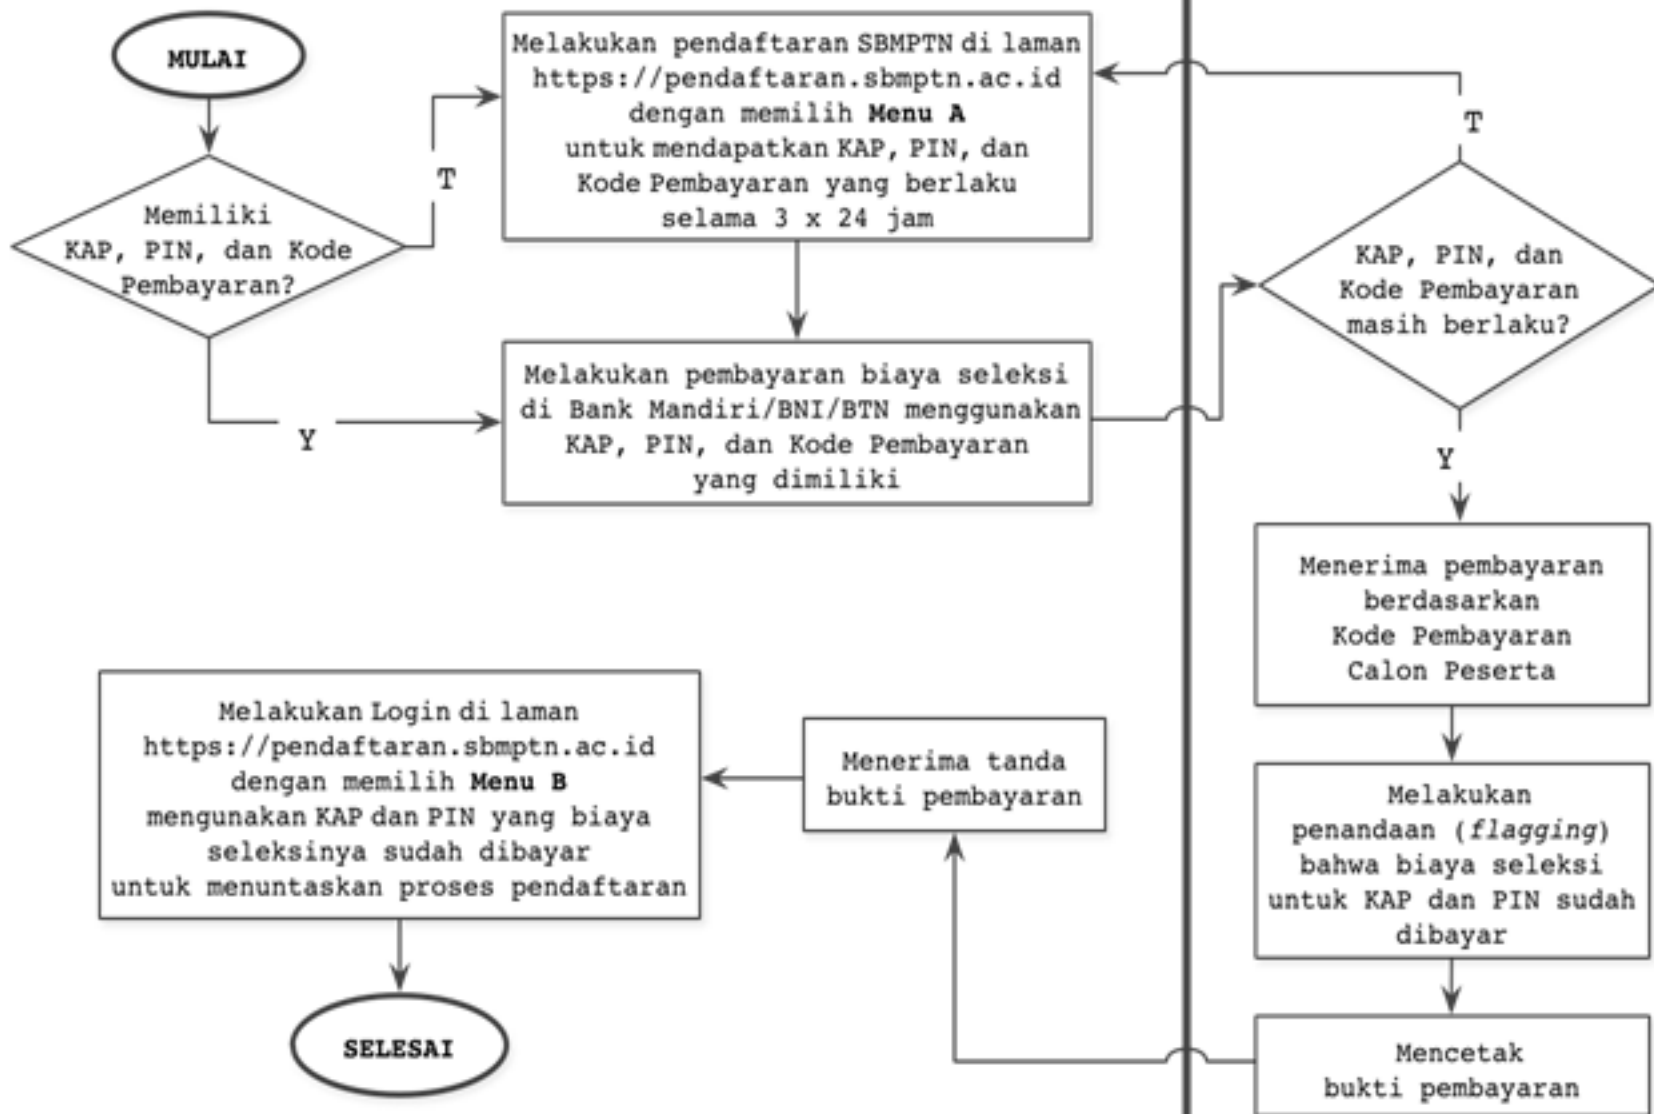 MULAI
Memiliki
KAP, PIN, dan Kode
Pembayaran?
T
Y
Melakukan pendaftaran SBMPTN di laman
https://pendaftaran.sbmptn.ac.id
dengan memilih Menu A
untuk mendapatkan KAP, PIN, dan
Kode Pembayaran yang berlaku
selama 3 x 24 jam
Melakukan pembayaran biaya seleksi
di Bank Mandiri/BNI/BTN menggunakan
KAP, PIN, dan Kode Pembayaran
yang dimiliki
T
KAP, PIN, dan
Kode Pembayaran
masih berlaku?
Y
Menerima pembayaran
berdasarkan
Kode Pembayaran
Calon Peserta
Melakukan
penandaan (flagging)
bahwa biaya seleksi
untuk KAP dan PIN sudah
dibayar
Mencetak
bukti pembayaran
Menerima tanda
bukti pembayaran
Melakukan Login di laman
https://pendaftaran.sbmptn.ac.id
dengan memilih Menu B
mengunakan KAP dan PIN yang biaya
seleksinya sudah dibayar
untuk menuntaskan proses pendaftaran
SELESAI